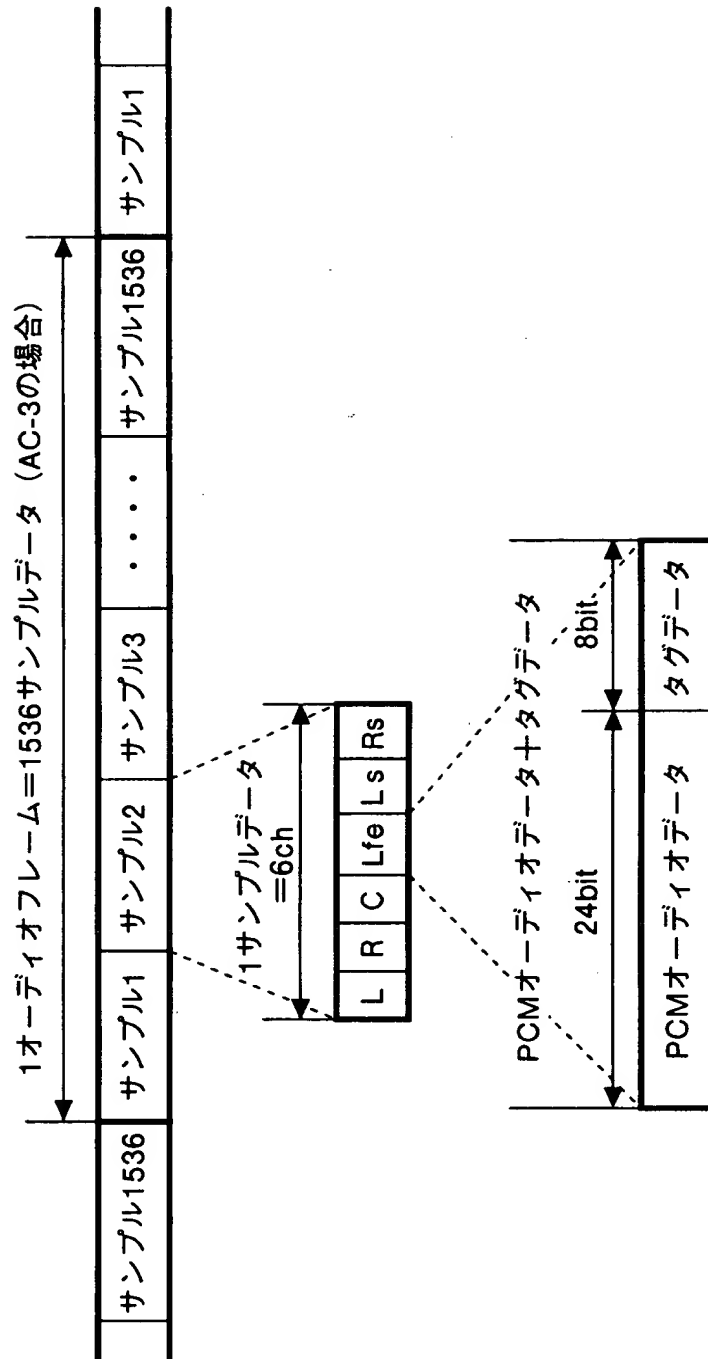 1オーディオフレーム=1536サンプルデータ (AC-3の場合)
サンプル1536
サンプル1
サンプル2
サンプル3
・・・・
サンプル1536
サンプル1
1サンプルデータ
=6ch
L
R
C
Lfe
Ls
Rs
PCMオーディオデータ+タグデータ
24bit
8bit
PCMオーディオデータ
タグデータ